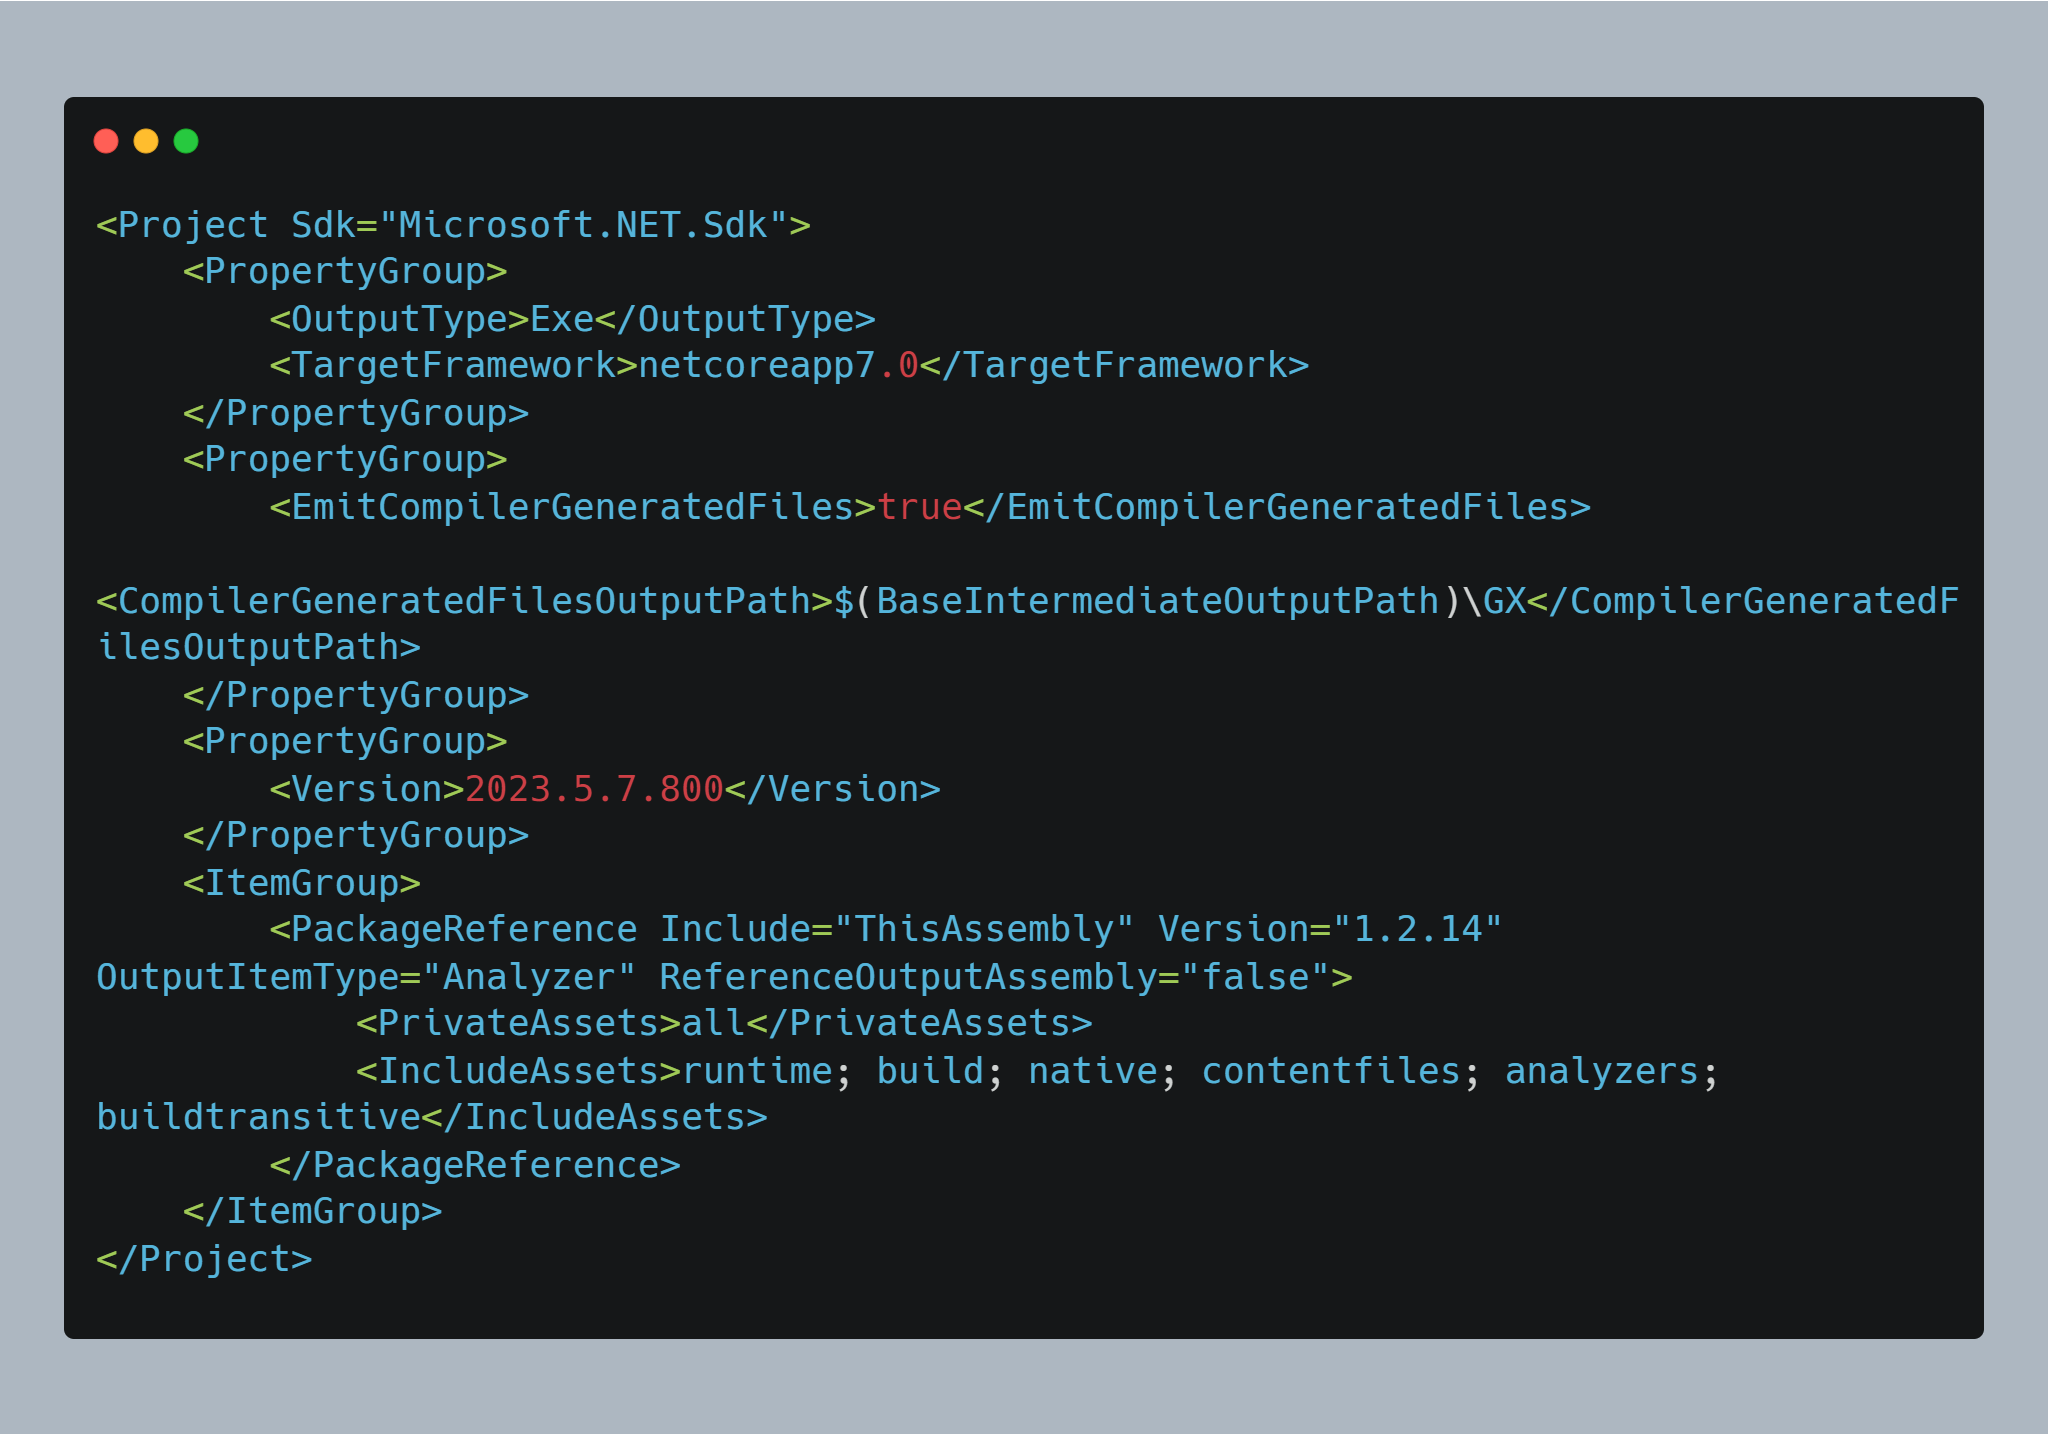 <Project Sdk="Microsoft.NET.Sdk">
    <PropertyGroup>
        <OutputType>Exe</OutputType>
        <TargetFramework>netcoreapp7.0</TargetFramework>
    </PropertyGroup>
    <PropertyGroup>
        <EmitCompilerGeneratedFiles>true</EmitCompilerGeneratedFiles>

<CompilerGeneratedFilesOutputPath>$(BaseIntermediateOutputPath)\GX</CompilerGeneratedF
ilesOutputPath>
    </PropertyGroup>
    <PropertyGroup>
        <Version>2023.5.7.800</Version>
    </PropertyGroup>
    <ItemGroup>
        <PackageReference Include="ThisAssembly" Version="1.2.14"
OutputItemType="Analyzer" ReferenceOutputAssembly="false">
            <PrivateAssets>all</PrivateAssets>
            <IncludeAssets>runtime; build; native; contentfiles; analyzers;
buildtransitive</IncludeAssets>
        </PackageReference>
    </ItemGroup>
</Project>